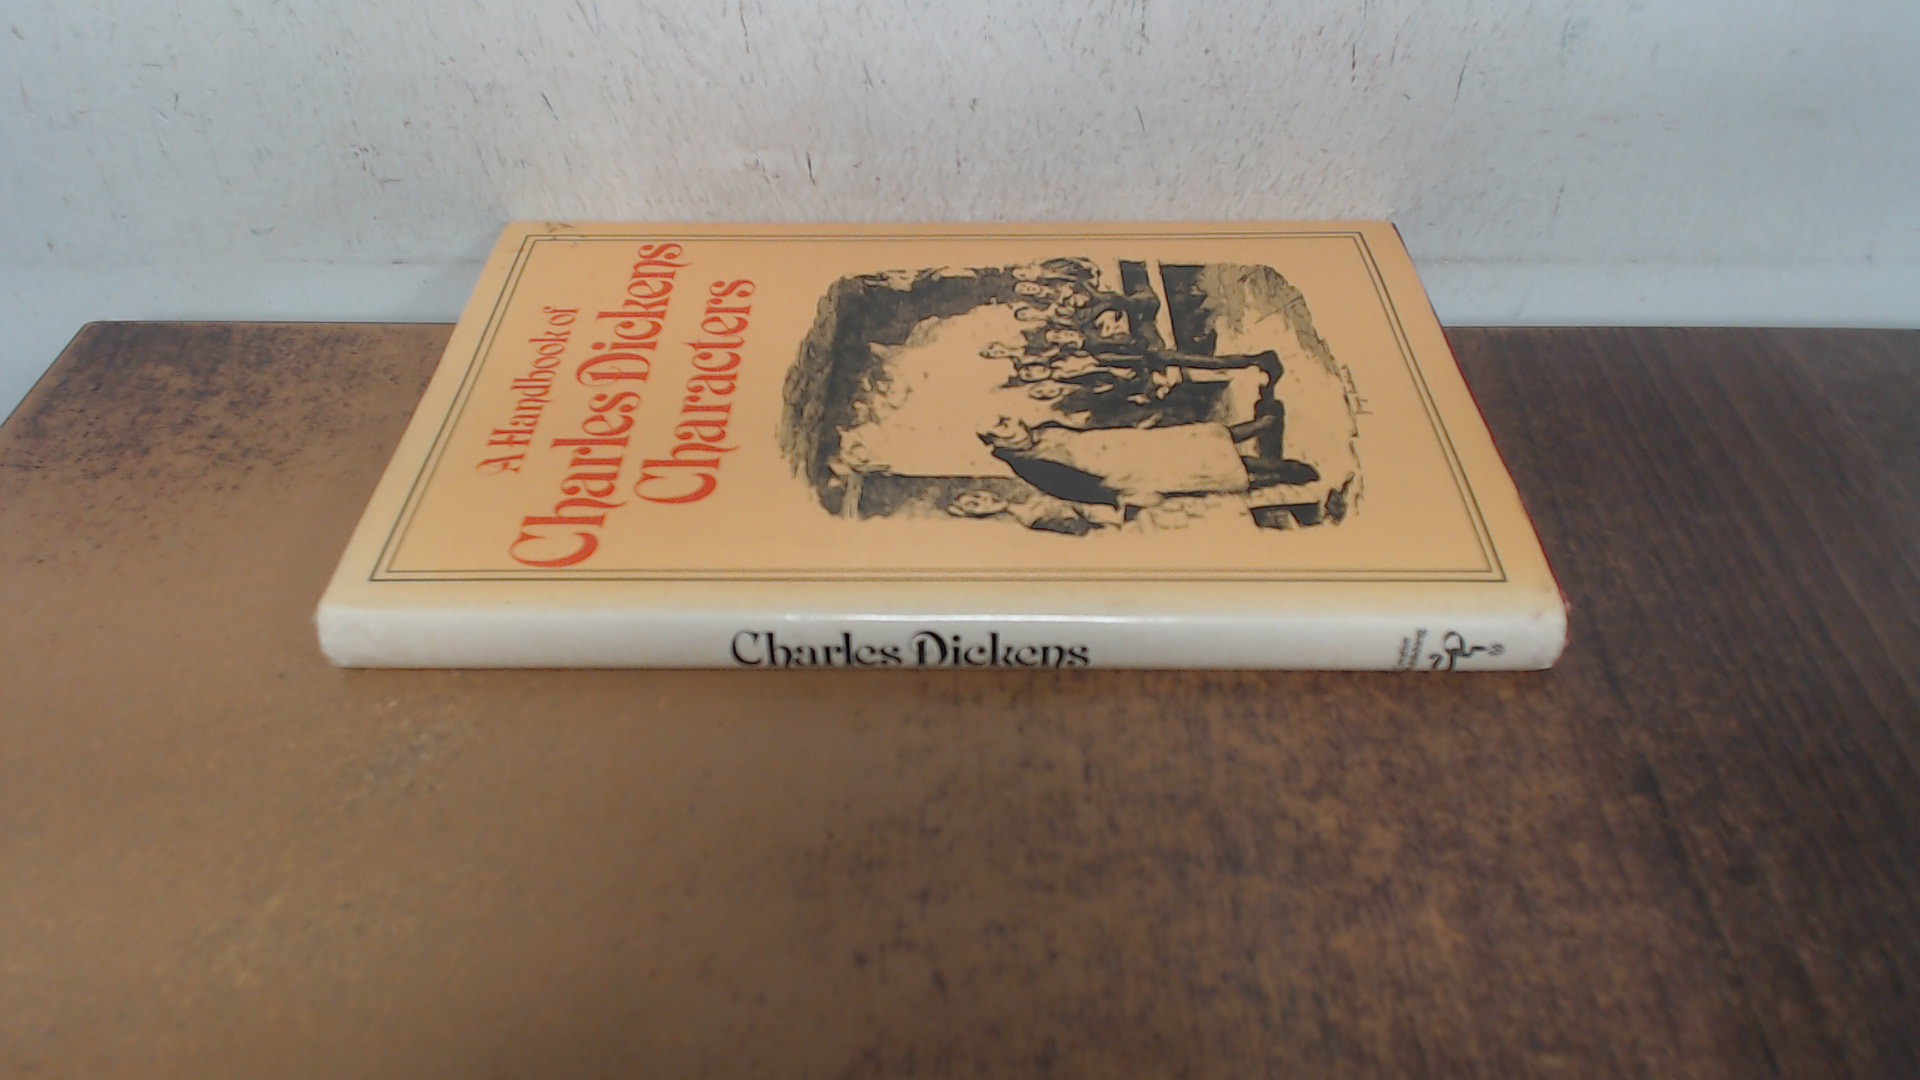 A Handbook of
Charles Dickens
Characters
Charles Dickens